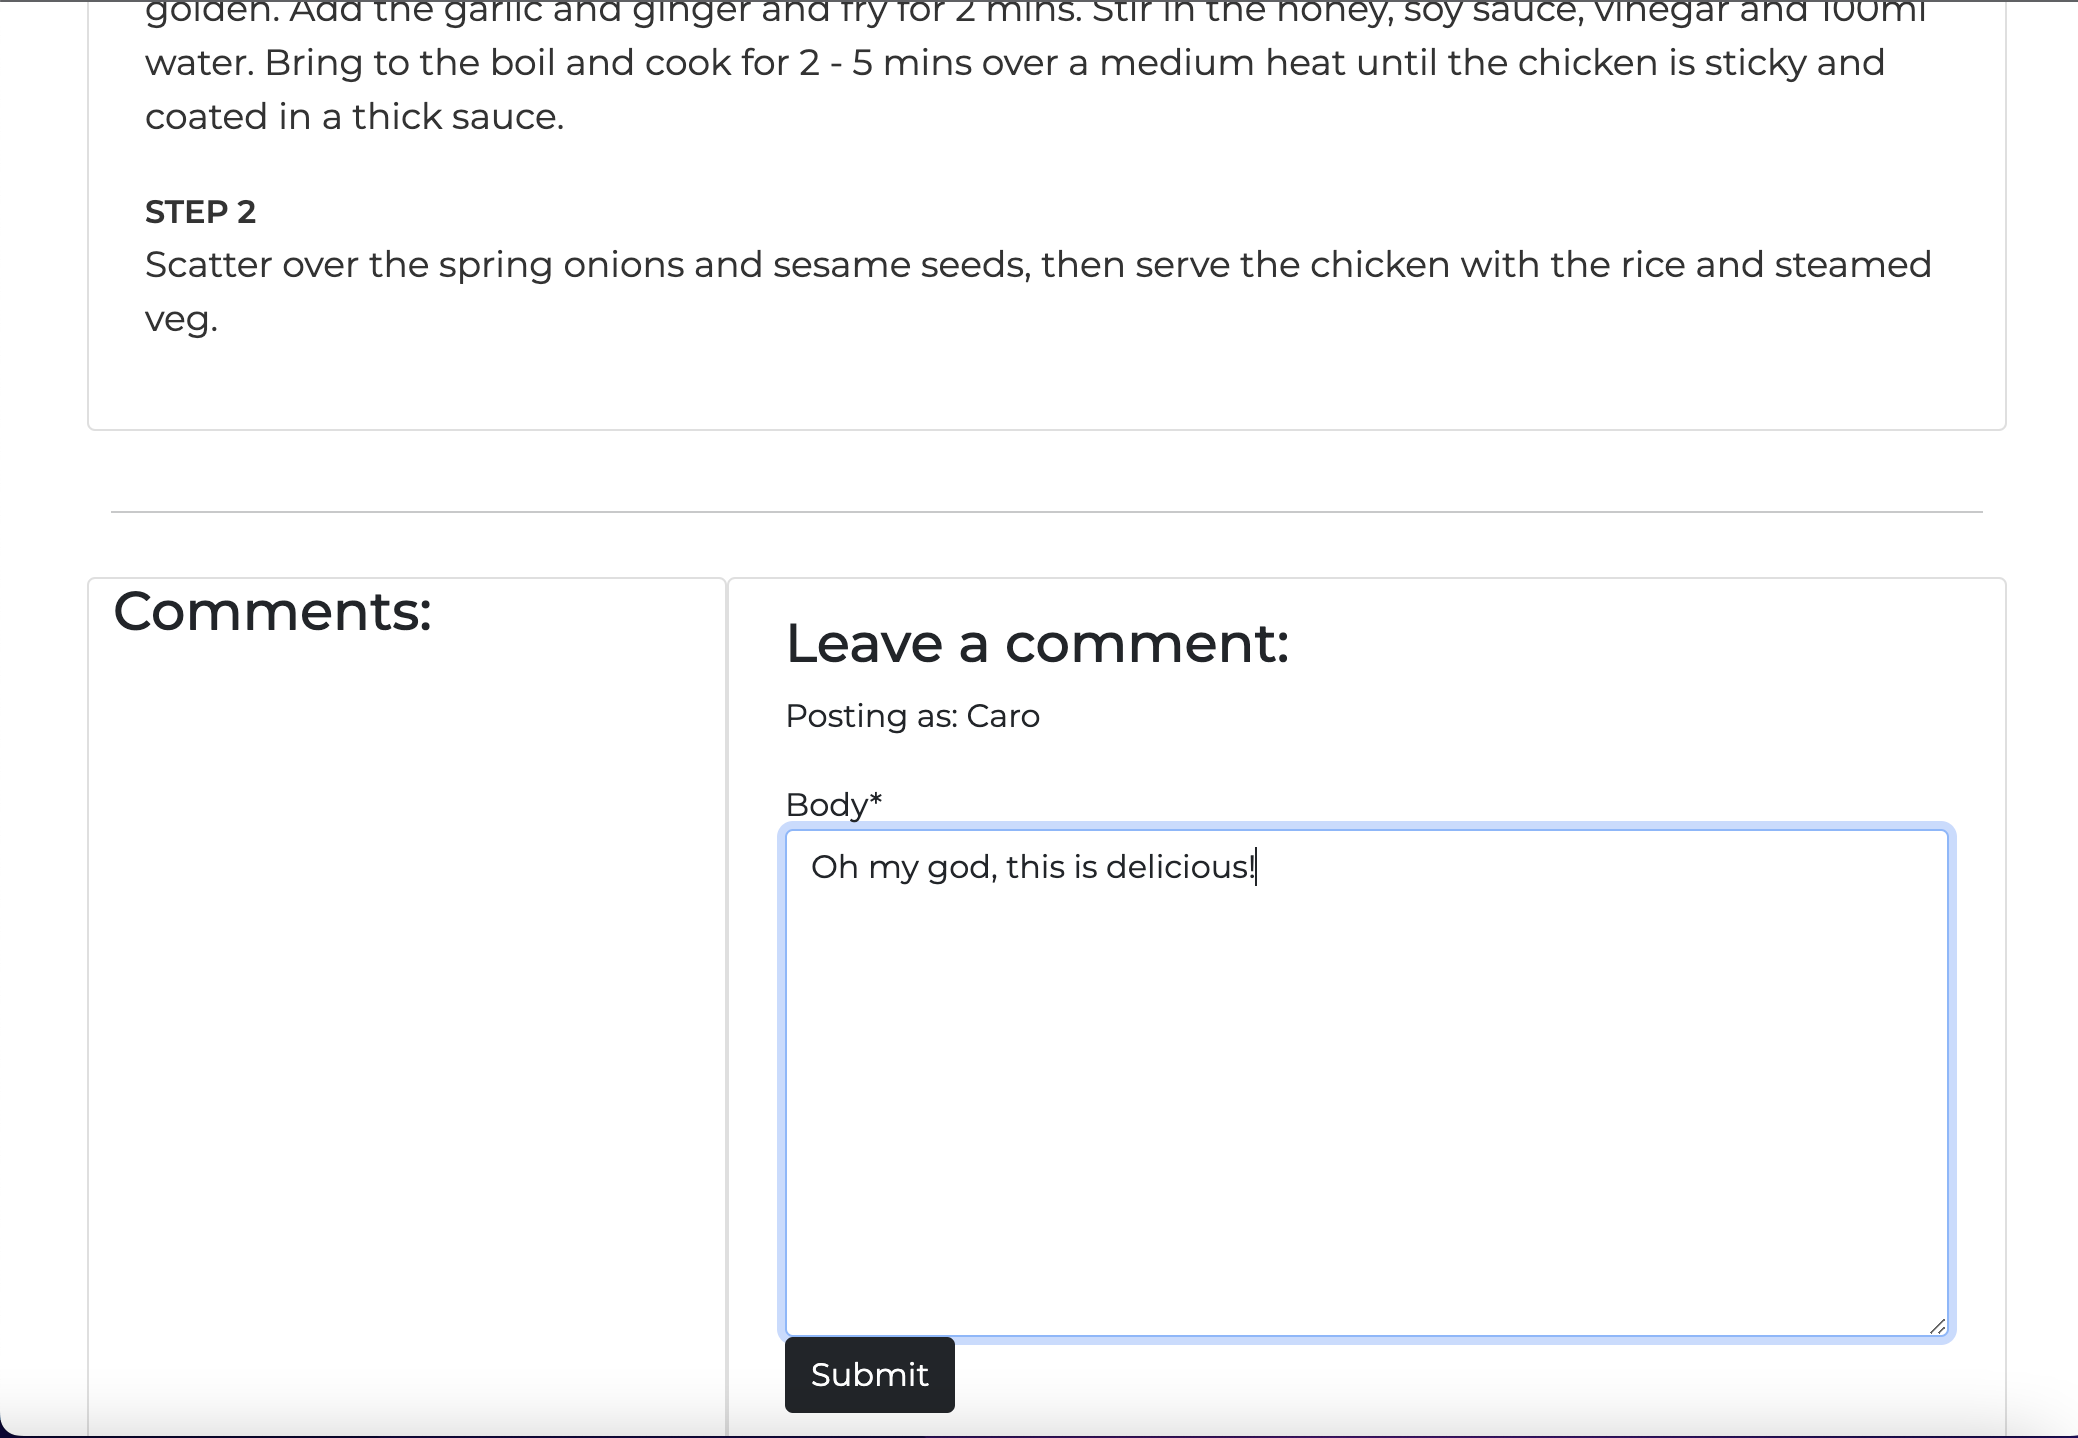 golden. Add the garlic and ginger and fry for 2 mins. Stir in the honey, soy sauce, vinegar and 100ml
water. Bring to the boil and cook for 2 - 5 mins over a medium heat until the chicken is sticky and
coated in a thick sauce.
STEP 2
Scatter over the spring onions and sesame seeds, then serve the chicken with the rice and steamed
veg.
Comments:
Leave a comment:
Posting as: Caro
Body*
Oh my god, this is delicious!
Submit